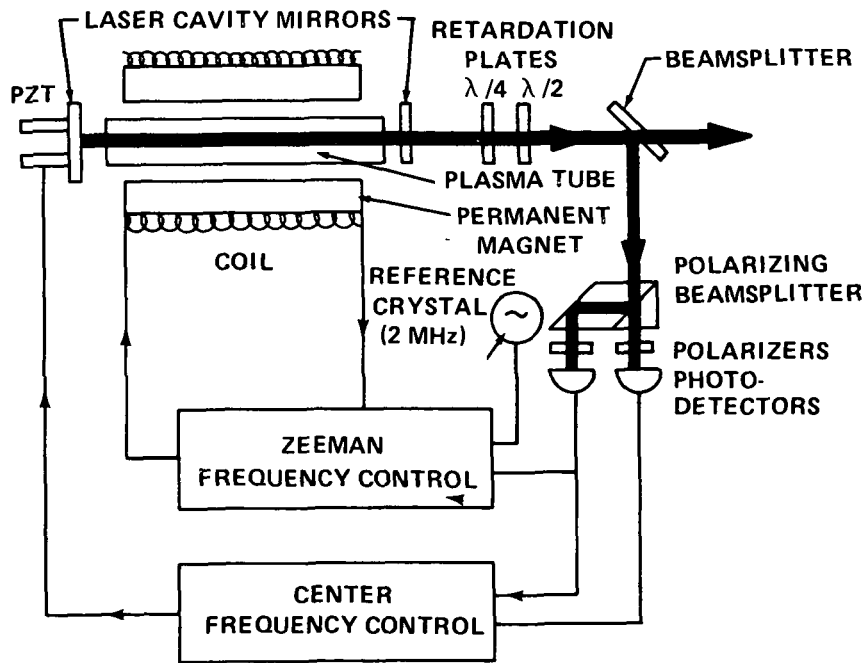 LASER CAVITY MIRRORS
RETARDATION
PLATES
λ/4 λ/2
BEAMSPLITTER
PZT
PLASMA TUBE
PERMANENT
MAGNET
COIL
REFERENCE
CRYSTAL
(2 MHz)
~
POLARIZING
BEAMSPLITTER
POLARIZERS
PHOTO-
DETECTORS
ZEEMAN
FREQUENCY CONTROL
CENTER
FREQUENCY CONTROL